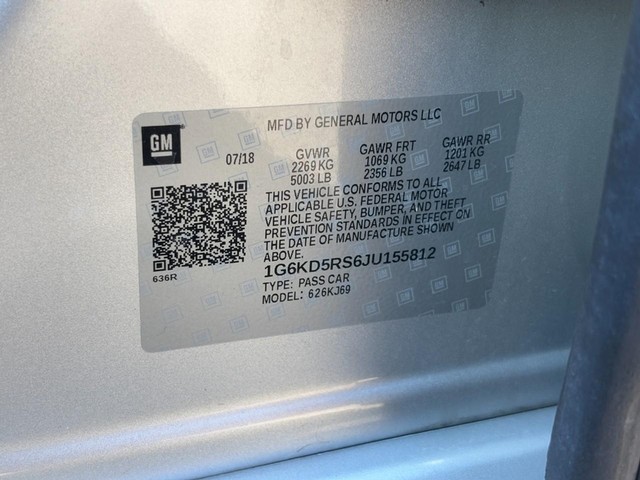 MFD BY GENERAL MOTORS LLC
GM
07/18
GVWR GAWR FRT GAWR RR
2269 KG 1069 KG 1201 KG
5003 LB 2356 LB 2647 LB
THIS VEHICLE CONFORMS TO ALL
APPLICABLE U.S. FEDERAL MOTOR
VEHICLE SAFETY, BUMPER, AND THEFT
PREVENTION STANDARDS IN EFFECT ON
THE DATE OF MANUFACTURE SHOWN
ABOVE.
1G6KD5RS6JU155812
636R
TYPE: PASS CAR
MODEL: 626KJ69